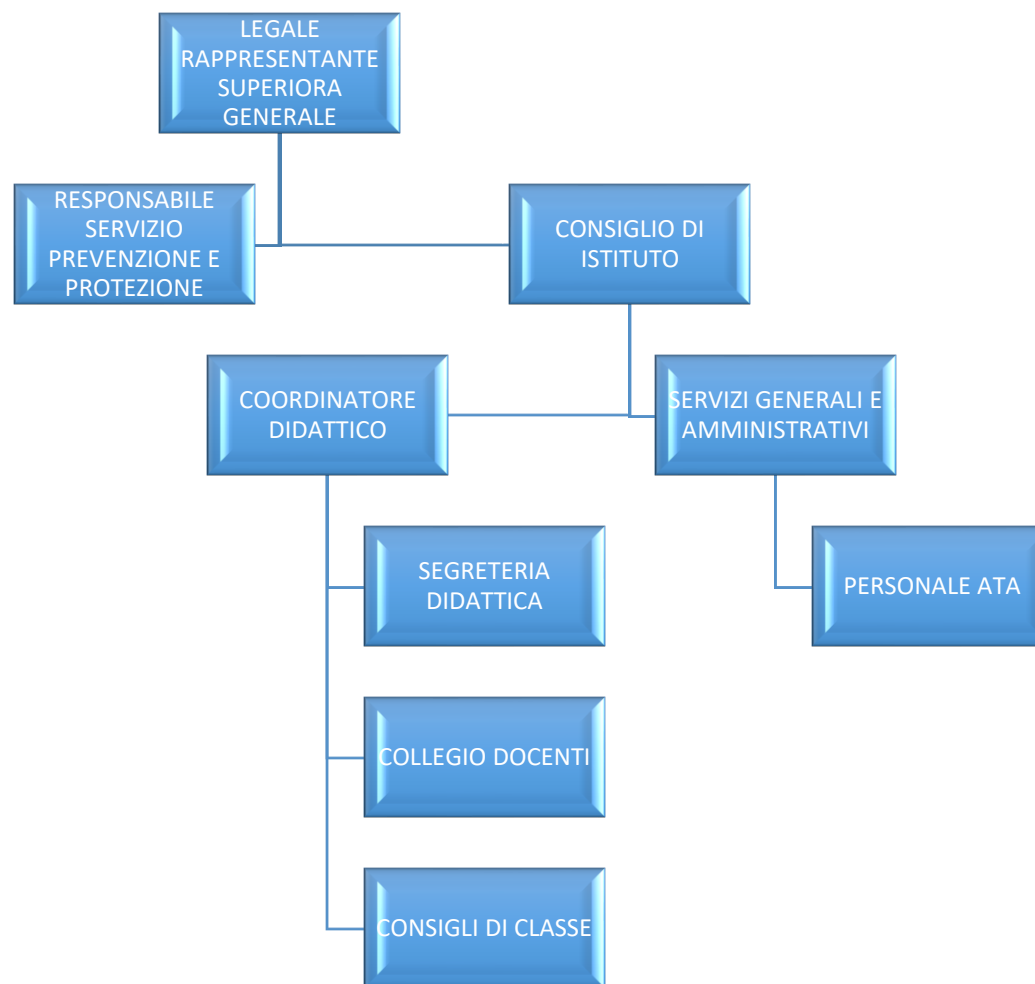 LEGALE
RAPPRESENTANTE
SUPERIORA
GENERALE
RESPONSABILE
SERVIZIO
PREVENZIONE E
PROTEZIONE
CONSIGLIO DI
ISTITUTO
COORDINATORE
DIDATTICO
SERVIZI GENERALI E
AMMINISTRATIVI
SEGRETERIA
DIDATTICA
PERSONALE ATA
COLLEGIO DOCENTI
CONSIGLI DI CLASSE